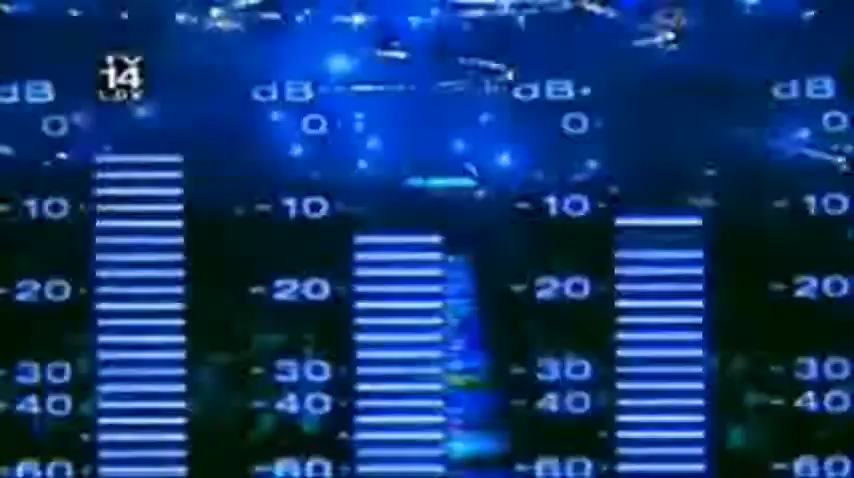 TV
14
LDSV
dB dB dB dB
0 0 0 0
-10 -10 -10 -10
-20 -20 -20 -20
-30 -30 -30 -30
-40 -40 -40 -40
-60 -60 -60 -60